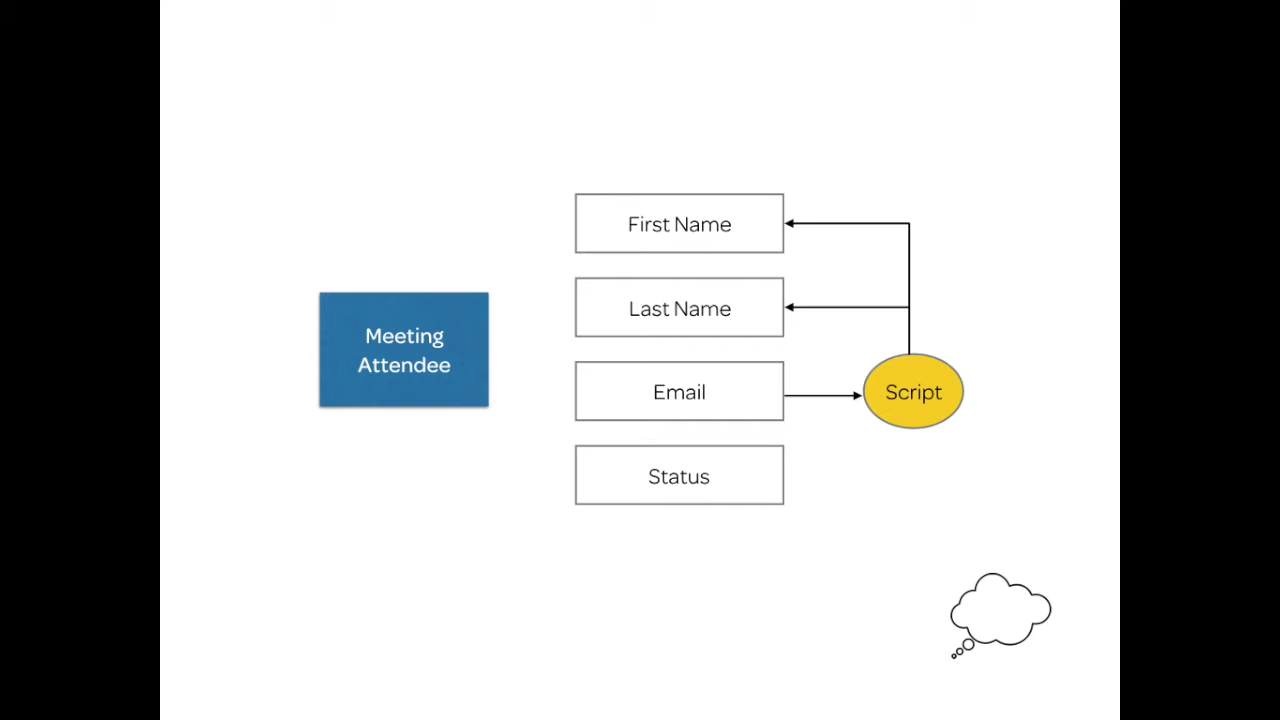 Meeting
Attendee
First Name
Last Name
Email
Script
Status